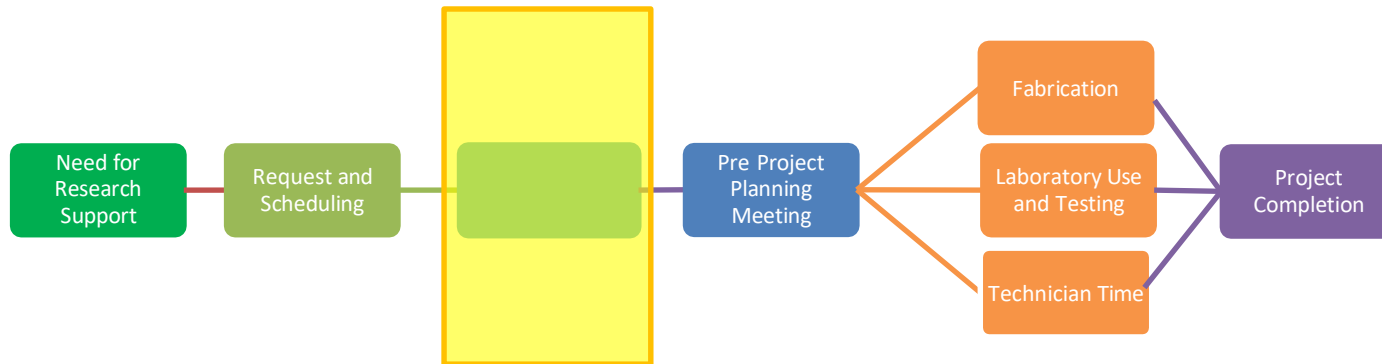 Need for
Research
Support
Request and
Scheduling
Pre Project
Planning
Meeting
Fabrication
Laboratory Use
and Testing
Technician Time
Project
Completion